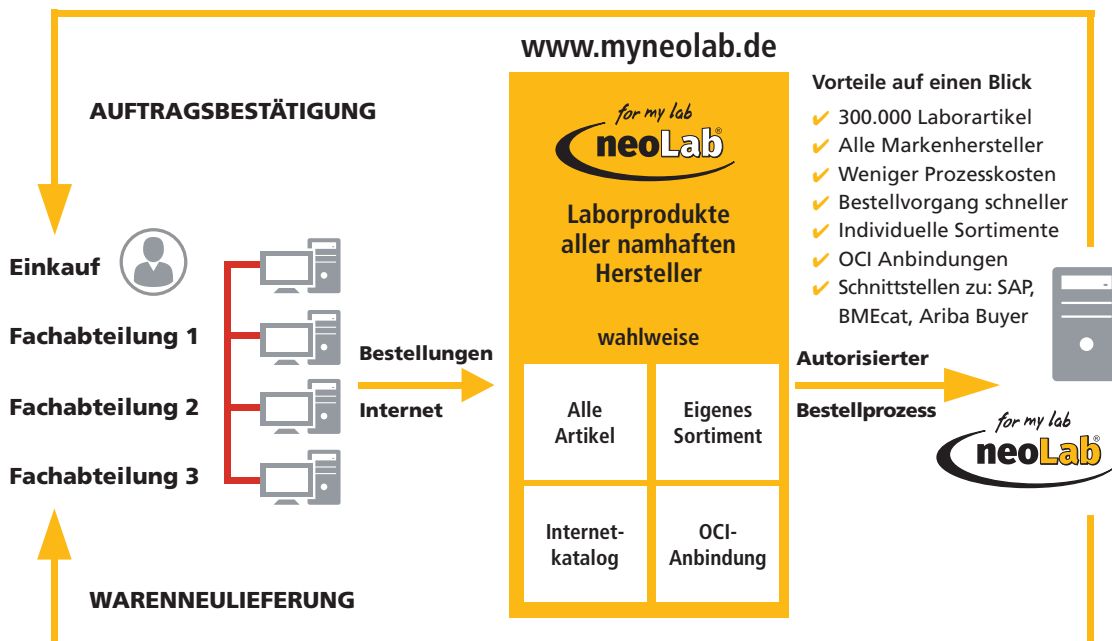 www.myneolab.de
AUFTRAGSBESTÄTIGUNG
Einkauf
Fachabteilung 1
Fachabteilung 2
Fachabteilung 3
WARENNEULIEFERUNG
Bestellungen
Internet
for my lab
neoLab®
Laborprodukte
aller namhaften
Hersteller
wahlweise
Alle
Artikel
Eigenes
Sortiment
Internet-
katalog
OCI-
Anbindung
Vorteile auf einen Blick
✔ 300.000 Laborartikel
✔ Alle Markenhersteller
✔ Weniger Prozesskosten
✔ Bestellvorgang schneller
✔ Individuelle Sortimente
✔ OCI Anbindungen
✔ Schnittstellen zu: SAP,
BMEcat, Ariba Buyer
Autorisierter
Bestellprozess
for my lab
neoLab®